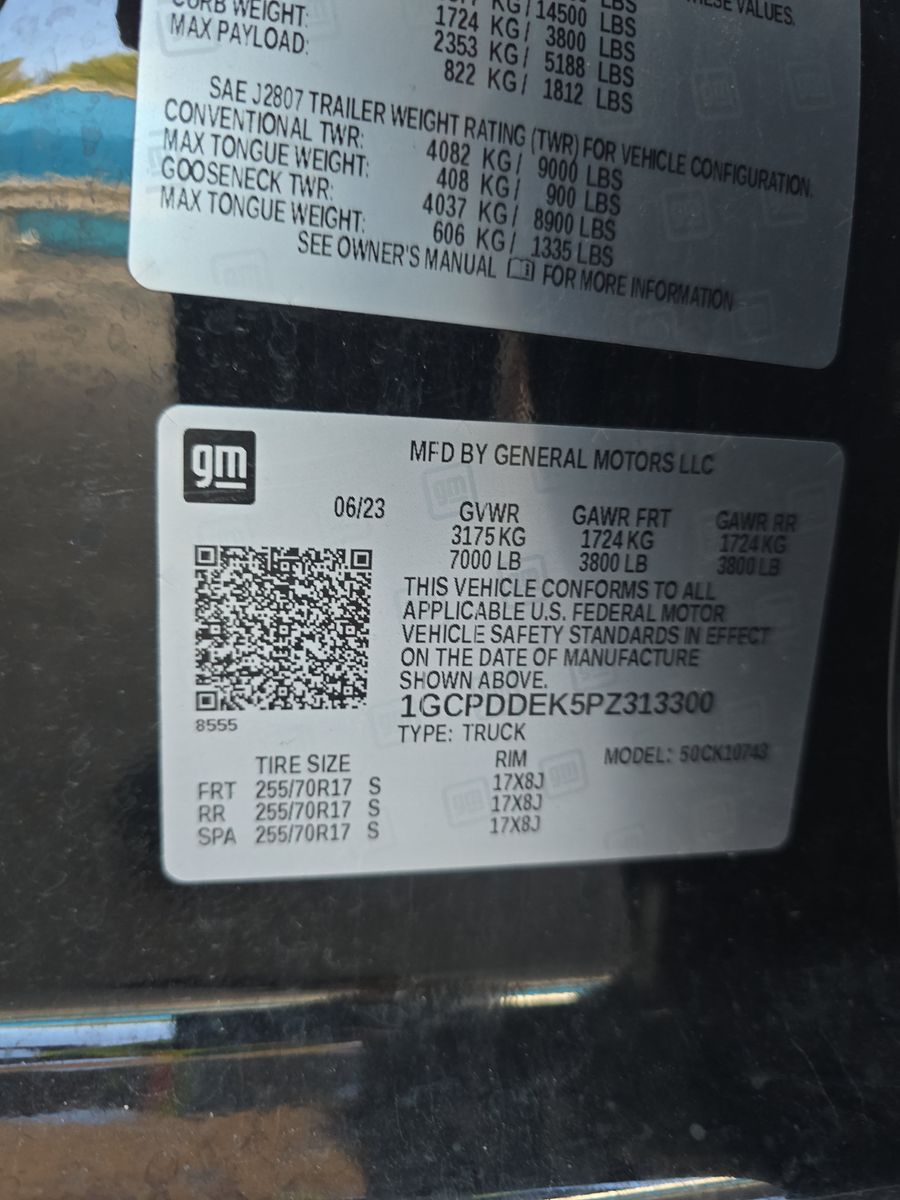 KG/14500 LBS
THESE VALUES.
CURB WEIGHT:
1724 KG/ 3800 LBS
MAX PAYLOAD:
2353 KG/ 5188 LBS
822 KG/ 1812 LBS
SAE J2807 TRAILER WEIGHT RATING (TWR) FOR VEHICLE CONFIGURATION.
CONVENTIONAL TWR: 4082 KG/ 9000 LBS
MAX TONGUE WEIGHT: 408 KG/ 900 LBS
GOOSENECK TWR: 4037 KG/ 8900 LBS
MAX TONGUE WEIGHT: 606 KG/ 1335 LBS
SEE OWNER'S MANUAL FOR MORE INFORMATION
gm
MFD BY GENERAL MOTORS LLC
06/23 GVWR GAWR FRT GAWR RR
3175 KG 1724 KG 1724 KG
7000 LB 3800 LB 3800 LB
THIS VEHICLE CONFORMS TO ALL
APPLICABLE U.S. FEDERAL MOTOR
VEHICLE SAFETY STANDARDS IN EFFECT
ON THE DATE OF MANUFACTURE
SHOWN ABOVE.
1GCPDDEK5PZ313300
8555
TYPE: TRUCK
MODEL: 50CK10743
TIRE SIZE RIM
FRT 255/70R17 S 17X8J
RR 255/70R17 S 17X8J
SPA 255/70R17 S 17X8J